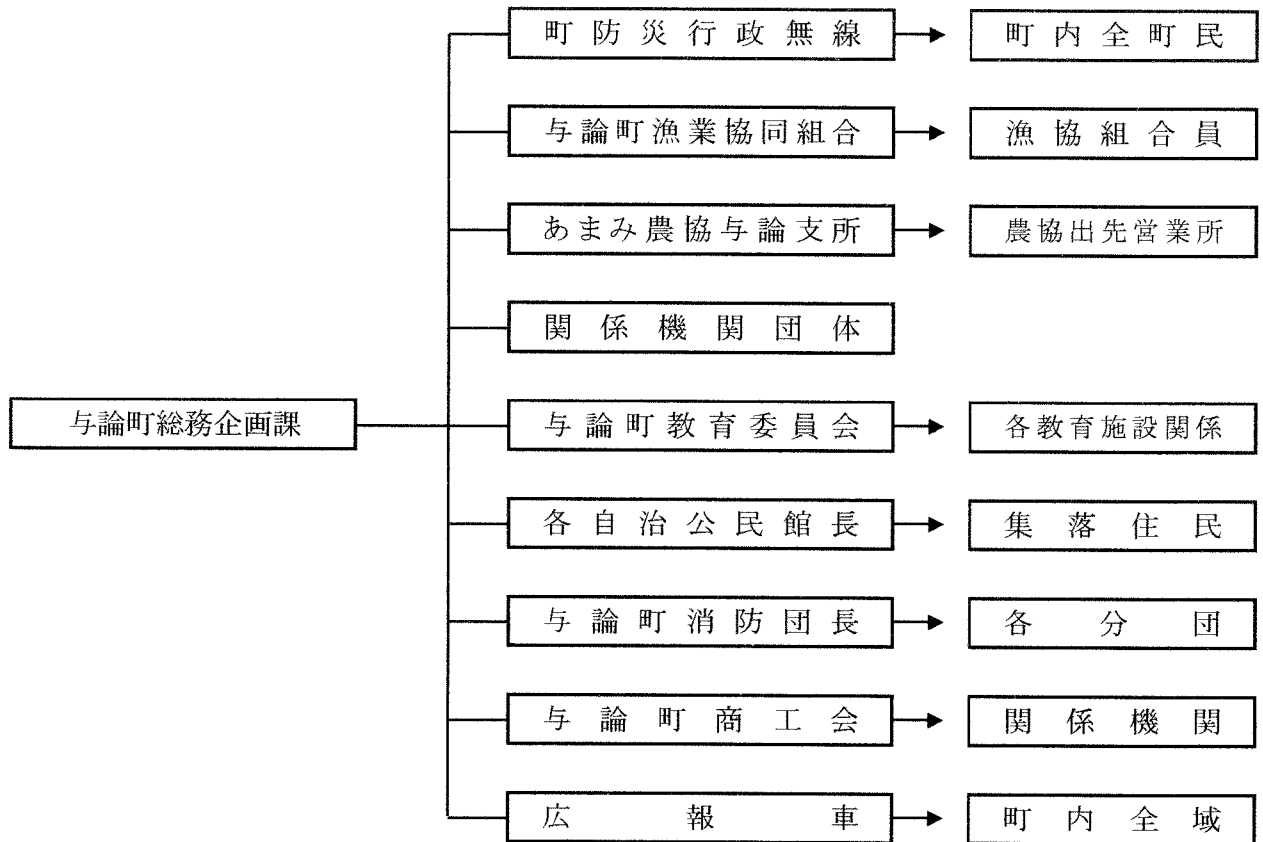 町防災行政無線
町内全町民
与論町漁業協同組合
漁協組合員
あまみ農協与論支所
農協出先営業所
関係機関団体
与論町総務企画課
与論町教育委員会
各教育施設関係
各自治公民館長
集落住民
与論町消防団長
各分団
与論町商工会
関係機関
広報車
町内全域